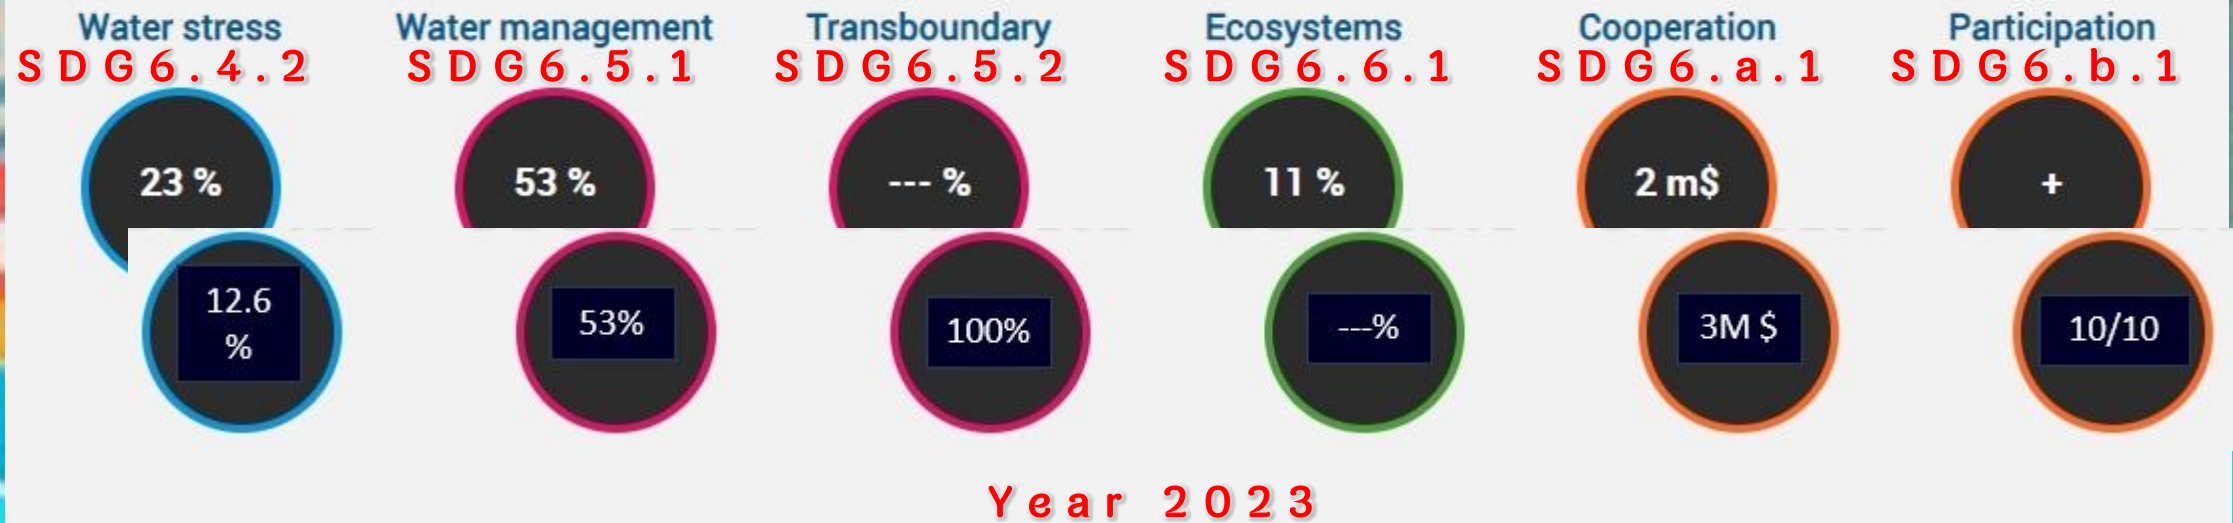 Water stress Water management Transboundary Ecosystems Cooperation Participation
SDG6.4.2 SDG6.5.1 SDG6.5.2 SDG6.6.1 SDG6.a.1 SDG6.b.1
23 % 53 % --- % 11 % 2 m$ +
12.6
% 53% 100% ---% 3M $ 10/10
Year 2023